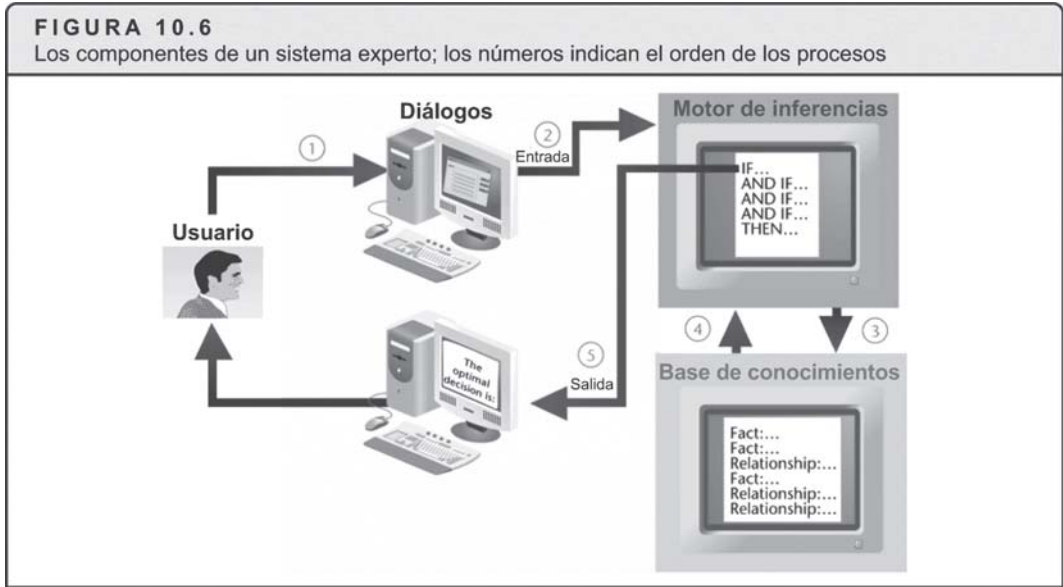 FIGURA 10.6
Los componentes de un sistema experto; los números indican el orden de los procesos
Diálogos
Motor de inferencias
1
2
Entrada
IF...
AND IF...
AND IF...
AND IF...
THEN...
Usuario
4
3
The
optimal
decision is:
5
Salida
Base de conocimientos
Fact:...
Fact:...
Relationship:...
Fact:...
Relationship:...
Relationship:...